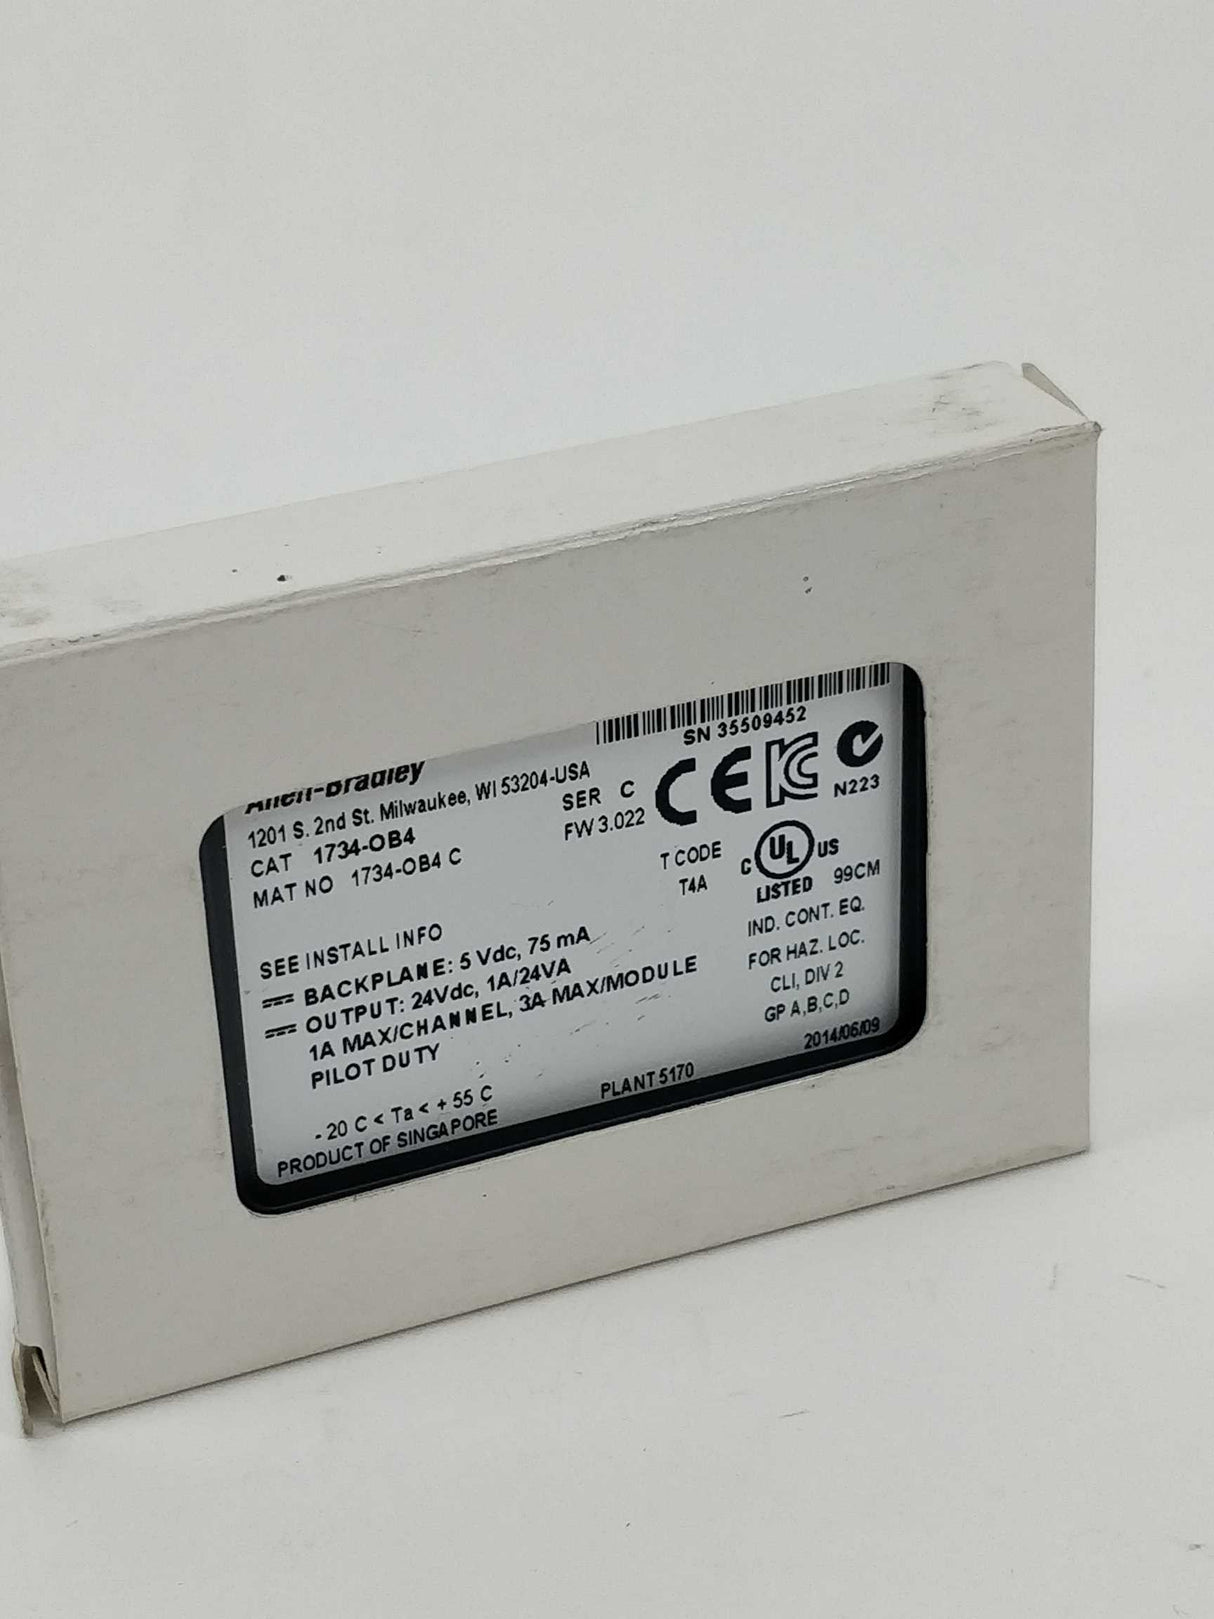 SN 35509452
Allen-Bradley
1201 S. 2nd St. Milwaukee, WI 53204-USA
CAT 1734-OB4
SER C
MAT NO 1734-OB4 C
FW 3.022
CE
KC
N223
T CODE
T4A
C UL US
LISTED 99CM
IND. CONT. EQ.
FOR HAZ. LOC.
CLI, DIV 2
GP A,B,C,D
2014/06/09
SEE INSTALL INFO
BACKPLANE: 5 Vdc, 75 mA
OUTPUT: 24Vdc, 1A/24VA
1A MAX/CHANNEL, 3A MAX/MODULE
PILOT DUTY
- 20 C < Ta < + 55 C
PRODUCT OF SINGAPORE
PLANT 5170